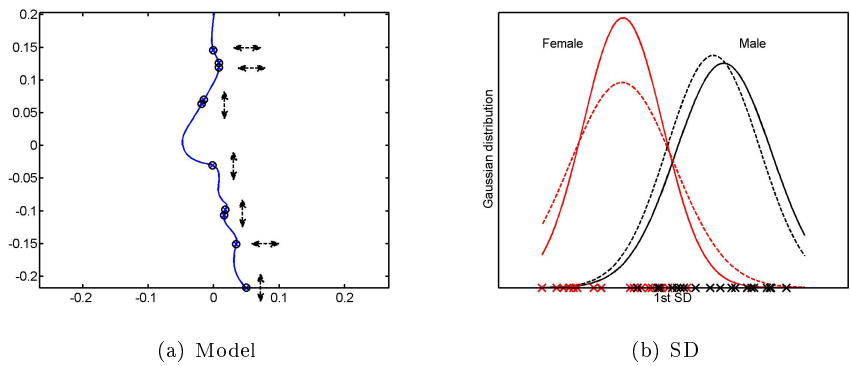 0.2
0.15
0.1
0.05
0
-0.05
-0.1
-0.15
-0.2
-0.2 -0.1 0 0.1 0.2
(a) Model
Gaussian distribution
Female
Male
1st SD
(b) SD